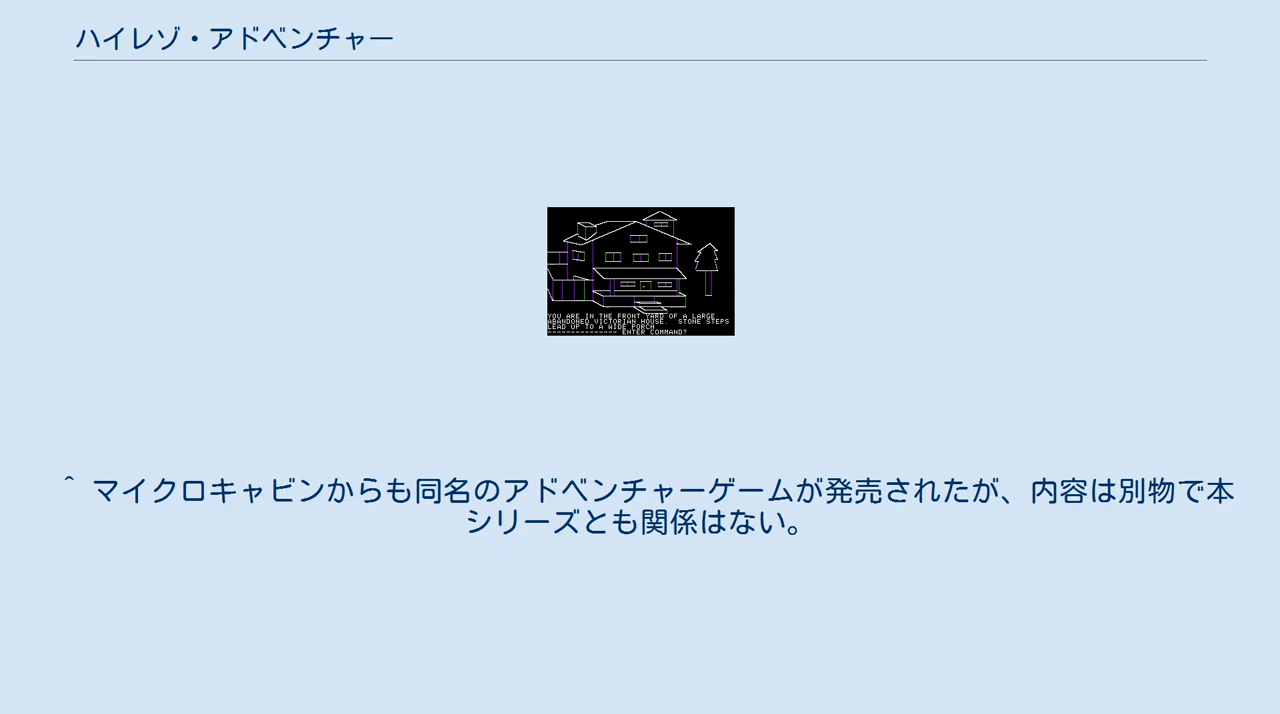 ハイレゾ・アドベンチャー
YOU ARE IN THE FRONT YARD OF A LARGE
ABANDONED VICTORIAN HOUSE. STONE STEPS
LEAD UP TO A WIDE PORCH
--------------- ENTER COMMAND?
^ マイクロキャビンからも同名のアドベンチャーゲームが発売されたが、内容は別物で本
シリーズとも関係はない。